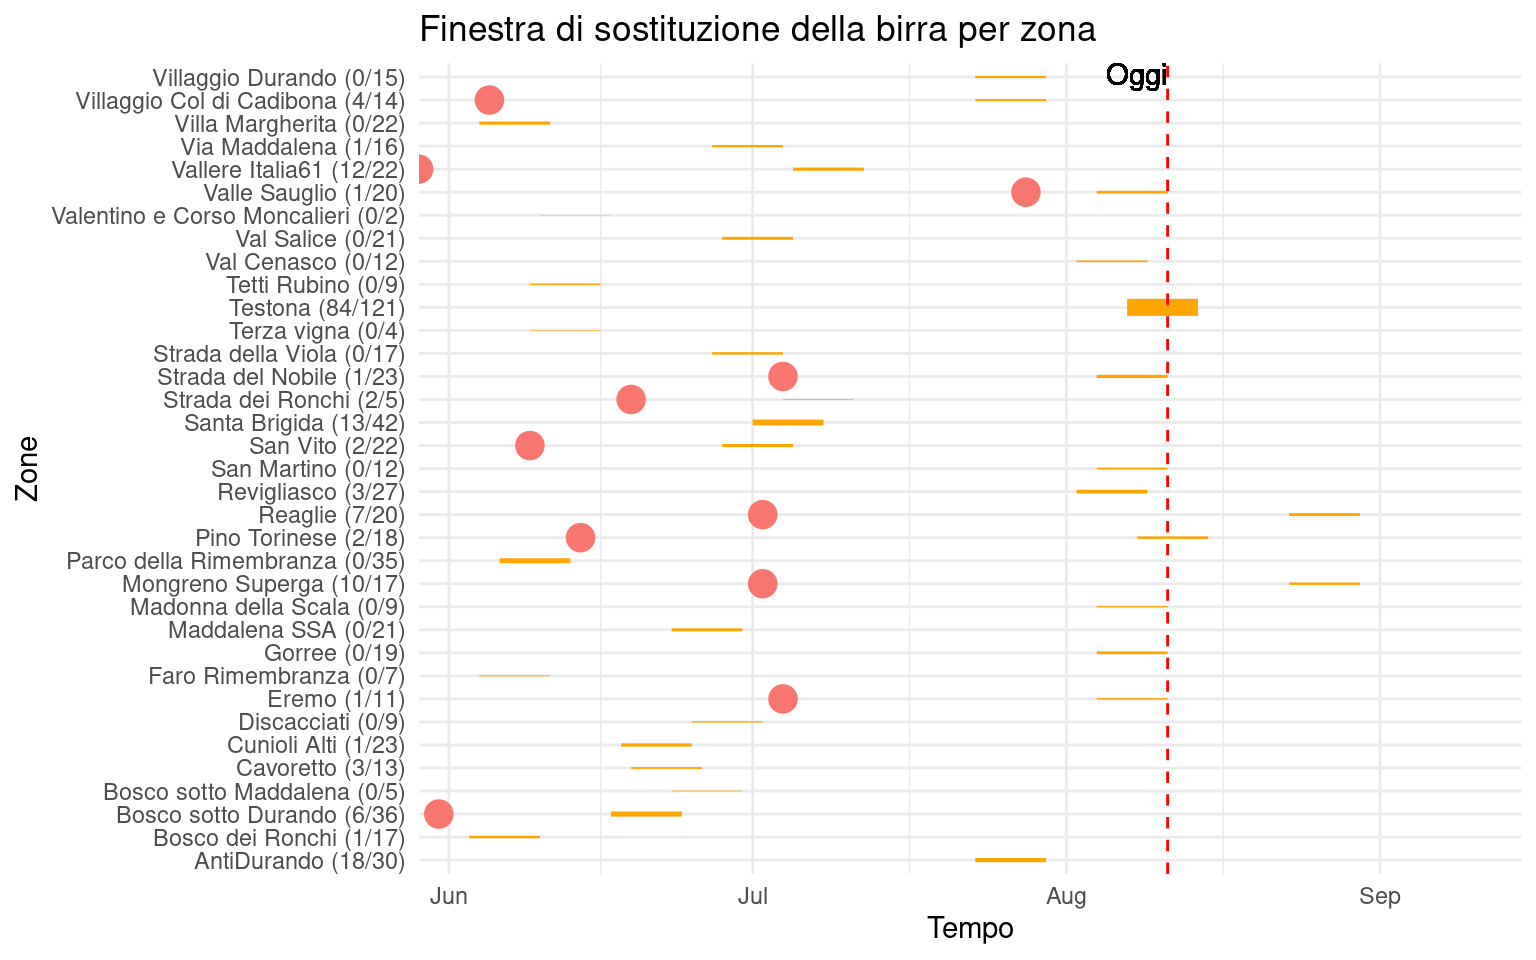 Finestra di sostituzione della birra per zona
Oggi
Villaggio Durando (0/15)
Villaggio Col di Cadibona (4/14)
Villa Margherita (0/22)
Via Maddalena (1/16)
Vallere Italia61 (12/22)
Valle Sauglio (1/20)
Valentino e Corso Moncalieri (0/2)
Val Salice (0/21)
Val Cenasco (0/12)
Tetti Rubino (0/9)
Testona (84/121)
Terza vigna (0/4)
Strada della Viola (0/17)
Strada del Nobile (1/23)
Strada dei Ronchi (2/5)
Santa Brigida (13/42)
San Vito (2/22)
San Martino (0/12)
Revigliasco (3/27)
Reaglie (7/20)
Pino Torinese (2/18)
Parco della Rimembranza (0/35)
Mongreno Superga (10/17)
Madonna della Scala (0/9)
Maddalena SSA (0/21)
Gorree (0/19)
Faro Rimembranza (0/7)
Eremo (1/11)
Discacciati (0/9)
Cunioli Alti (1/23)
Cavoretto (3/13)
Bosco sotto Maddalena (0/5)
Bosco sotto Durando (6/36)
Bosco dei Ronchi (1/17)
AntiDurando (18/30)
Zone
Jun Jul Aug Sep
Tempo